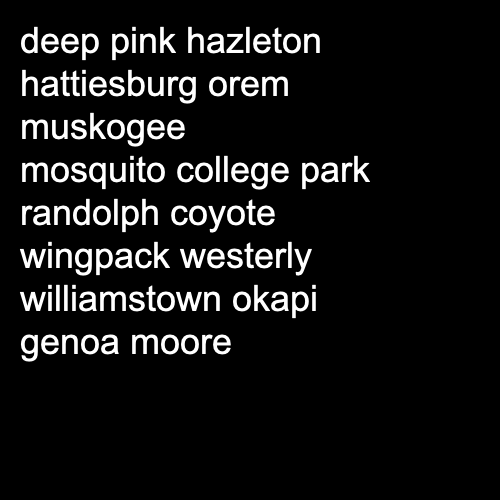 deep pink hazleton
hattiesburg orem
muskogee
mosquito college park
randolph coyote
wingpack westerly
williamstown okapi
genoa moore